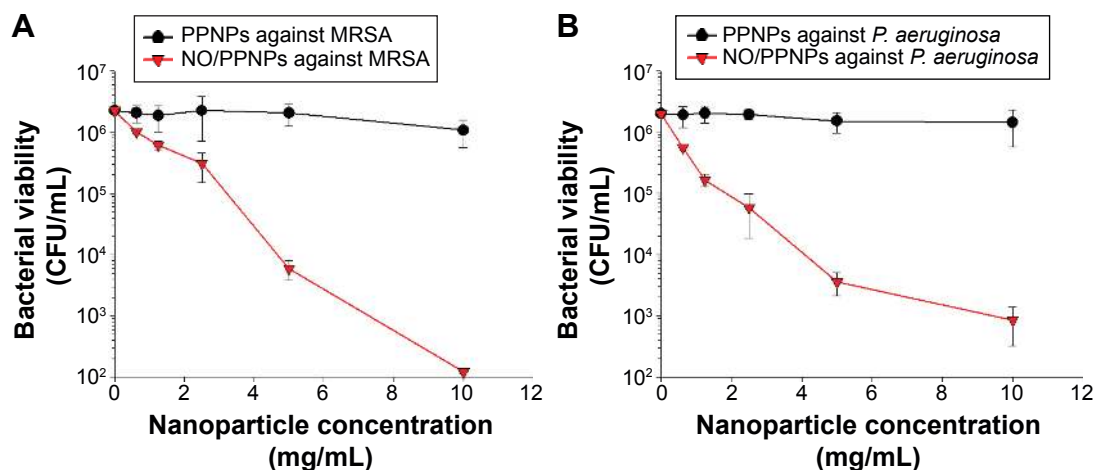 A
PPNPs against MRSA
NO/PPNPs against MRSA
10⁷
10⁶
10⁵
10⁴
10³
10²
0 2 4 6 8 10 12
Bacterial viability
(CFU/mL)
Nanoparticle concentration
(mg/mL)
B
PPNPs against P. aeruginosa
NO/PPNPs against P. aeruginosa
10⁷
10⁶
10⁵
10⁴
10³
10²
0 2 4 6 8 10 12
Bacterial viability
(CFU/mL)
Nanoparticle concentration
(mg/mL)